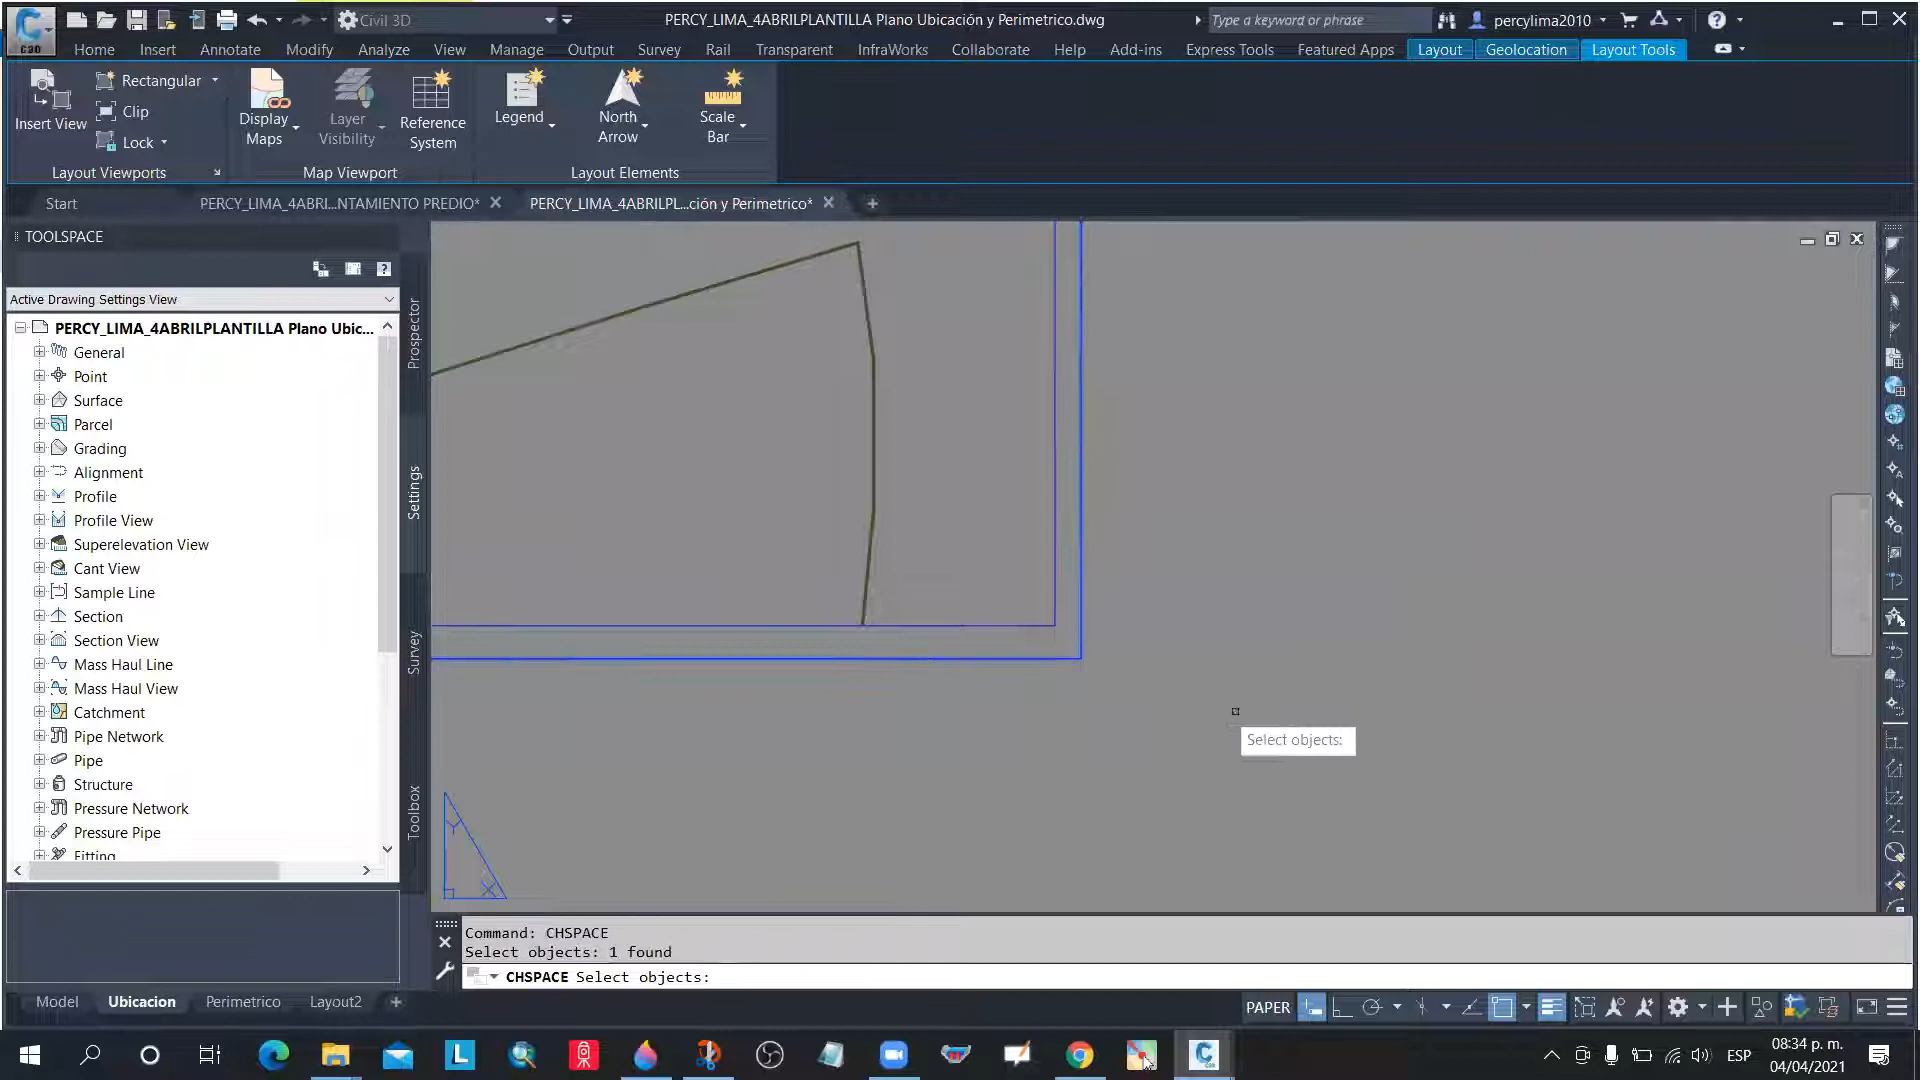 Civil 3D
PERCY_LIMA_4ABRILPLANTILLA Plano Ubicación y Perimetrico.dwg
Type a keyword or phrase
percylima2010
Home Insert Annotate Modify Analyze View Manage Output Survey Rail Transparent InfraWorks Collaborate Help Add-ins Express Tools Featured Apps Layout Geolocation Layout Tools
Insert View
Rectangular
Clip
Lock
Display Maps
Layer Visibility
Reference System
Legend
North Arrow
Scale Bar
Layout Viewports
Map Viewport
Layout Elements
Start
PERCY_LIMA_4ABRI...NTAMIENTO PREDIO*
PERCY_LIMA_4ABRILPL...ción y Perimetrico*
TOOLSPACE
Active Drawing Settings View
PERCY_LIMA_4ABRILPLANTILLA Plano Ubic...
General
Point
Surface
Parcel
Grading
Alignment
Profile
Profile View
Superelevation View
Cant View
Sample Line
Section
Section View
Mass Haul Line
Mass Haul View
Catchment
Pipe Network
Pipe
Structure
Pressure Network
Pressure Pipe
Fitting
Prospector
Settings
Survey
Toolbox
Select objects:
Y
X
Command: CHSPACE
Select objects: 1 found
CHSPACE Select objects:
Model Ubicacion Perimetrico Layout2
PAPER
ESP
08:34 p. m.
04/04/2021